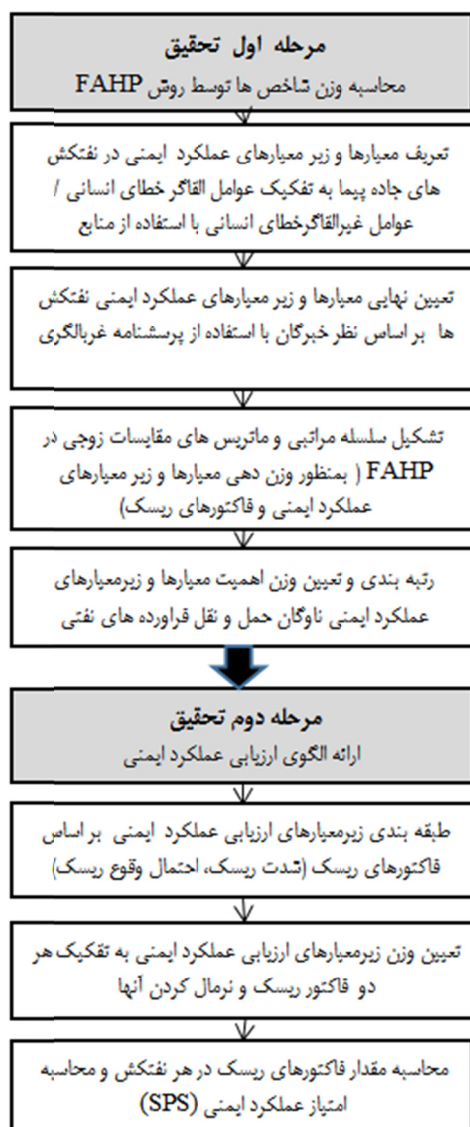 مرحله اول تحقیق
محاسبه وزن شاخص ها توسط روش FAHP
تعریف معیارها و زیر معیارهای عملکرد ایمنی در نفتکش
های جاده پیما به تفکیک عوامل القاگر خطای انسانی /
عوامل غیرالقاگرخطای انسانی با استفاده از منابع
تعیین نهایی معیارها و زیر معیارهای عملکرد ایمنی نفتکش
ها بر اساس نظر خبرگان با استفاده از پرسشنامه غربالگری
تشکیل سلسله مراتبی و ماتریس های مقایسات زوجی در
FAHP ( بمنظور وزن دهی معیارها و زیر معیارهای
عملکرد ایمنی و فاکتورهای ریسک)
رتبه بندی و تعیین وزن اهمیت معیارها و زیرمعیارهای
عملکرد ایمنی ناوگان حمل و نقل فراورده های نفتی
مرحله دوم تحقیق
ارائه الگوی ارزیابی عملکرد ایمنی
طبقه بندی زیرمعیارهای ارزیابی عملکرد ایمنی بر اساس
فاکتورهای ریسک (شدت ریسک، احتمال وقوع ریسک)
تعیین وزن زیرمعیارهای ارزیابی عملکرد ایمنی به تفکیک هر
دو فاکتور ریسک و نرمال کردن آنها
محاسبه مقدار فاکتورهای ریسک در هر نفتکش و محاسبه
امتیاز عملکرد ایمنی (SPS)